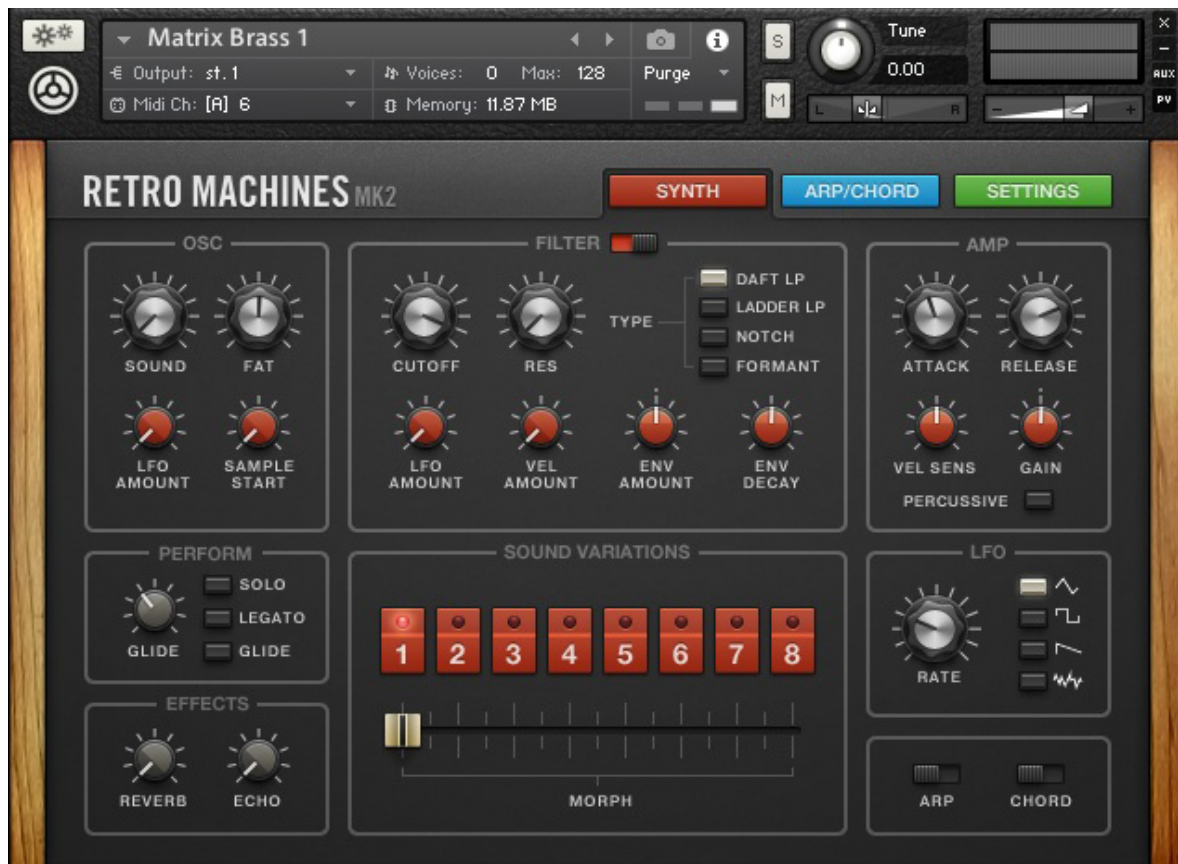 Matrix Brass 1
Output: st. 1
Voices: 0 Max: 128
Purge
Midi Ch: [A] 6
Memory: 11.87 MB
S
M
Tune
0.00
L
R
AUX
PV
RETRO MACHINES MK2
SYNTH
ARP/CHORD
SETTINGS
OSC
SOUND
FAT
LFO AMOUNT
SAMPLE START
FILTER
CUTOFF
RES
TYPE
DAFT LP
LADDER LP
NOTCH
FORMANT
LFO AMOUNT
VEL AMOUNT
ENV AMOUNT
ENV DECAY
AMP
ATTACK
RELEASE
VEL SENS
GAIN
PERCUSSIVE
PERFORM
GLIDE
SOLO
LEGATO
GLIDE
SOUND VARIATIONS
1 2 3 4 5 6 7 8
MORPH
LFO
RATE
EFFECTS
REVERB
ECHO
ARP
CHORD